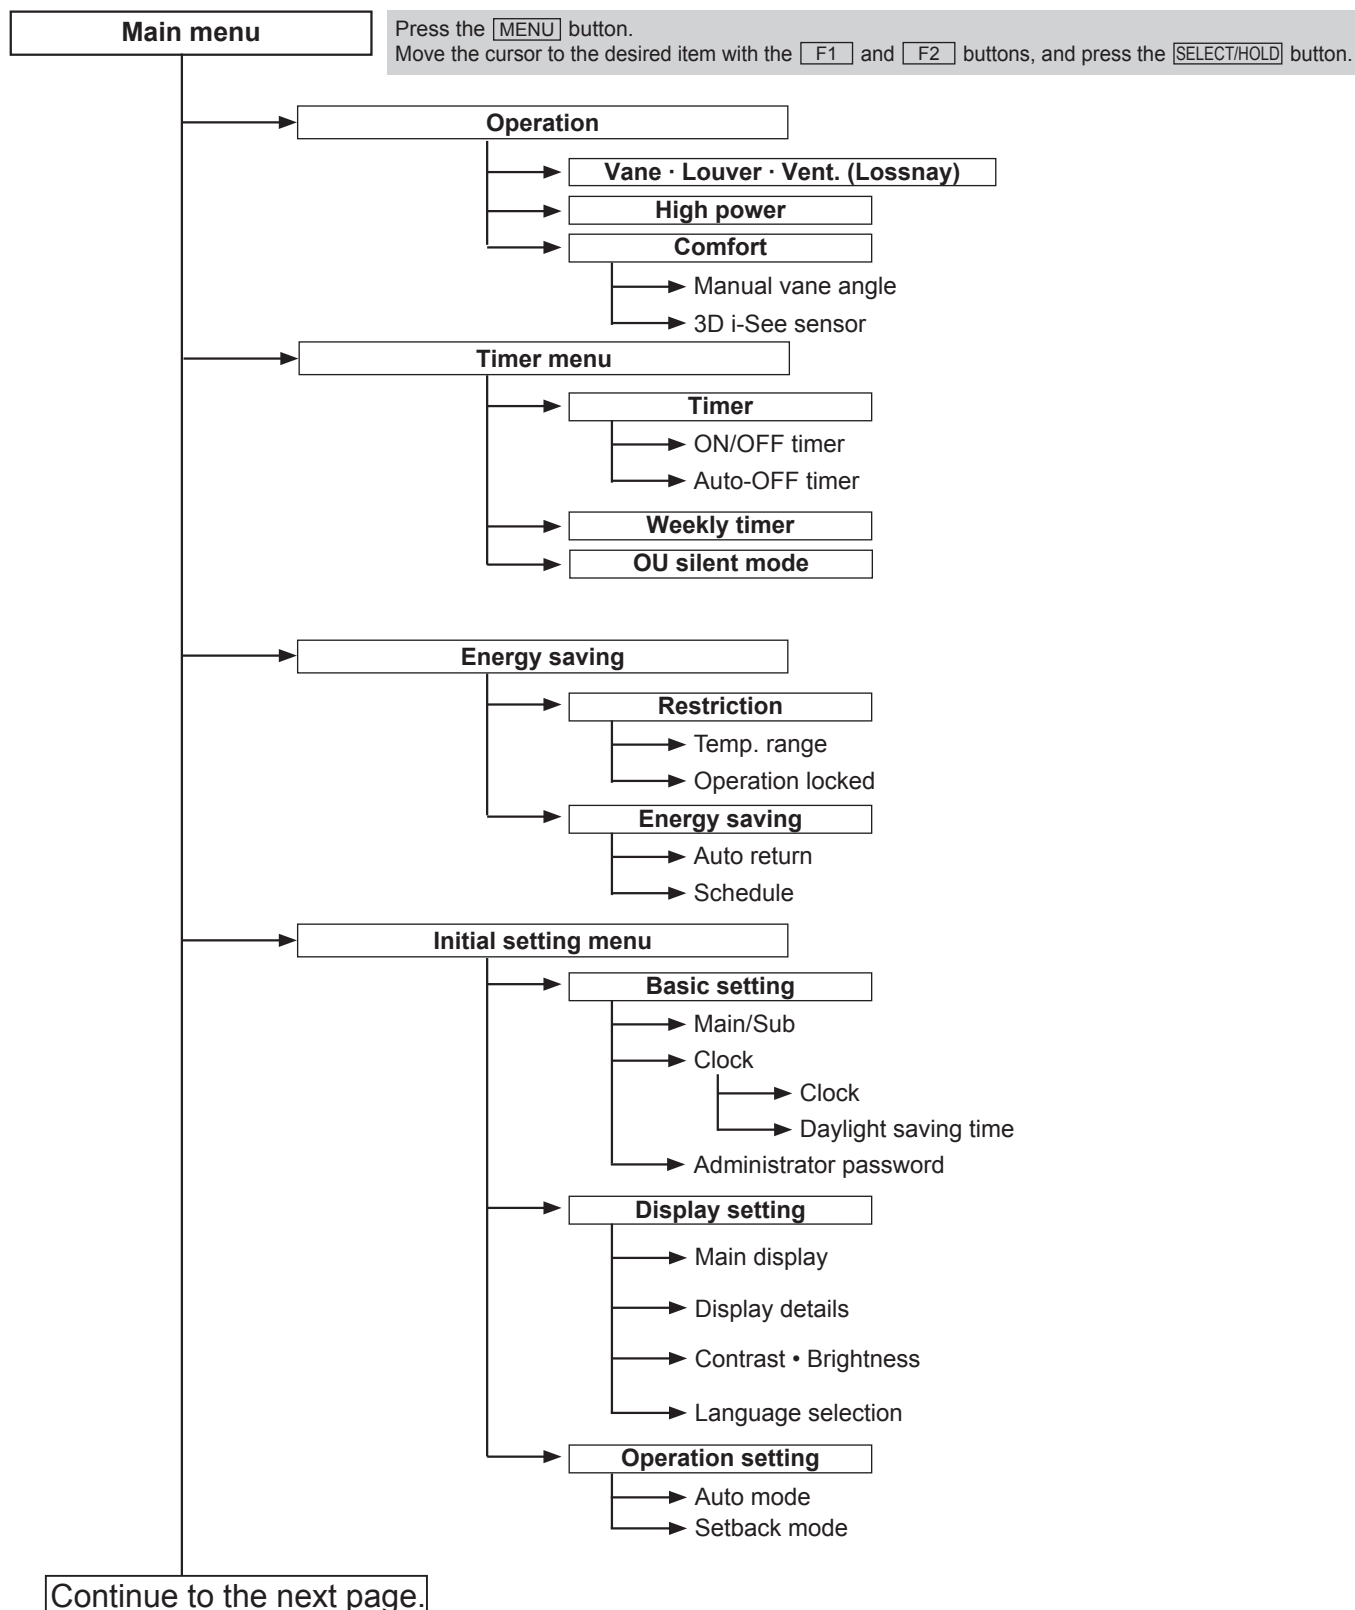 Main menu
Press the MENU button.
Move the cursor to the desired item with the F1 and F2 buttons, and press the SELECT/HOLD button.
Operation
Vane · Louver · Vent. (Lossnay)
High power
Comfort
Manual vane angle
3D i-See sensor
Timer menu
Timer
ON/OFF timer
Auto-OFF timer
Weekly timer
OU silent mode
Energy saving
Restriction
Temp. range
Operation locked
Energy saving
Auto return
Schedule
Initial setting menu
Basic setting
Main/Sub
Clock
Clock
Daylight saving time
Administrator password
Display setting
Main display
Display details
Contrast • Brightness
Language selection
Operation setting
Auto mode
Setback mode
Continue to the next page.